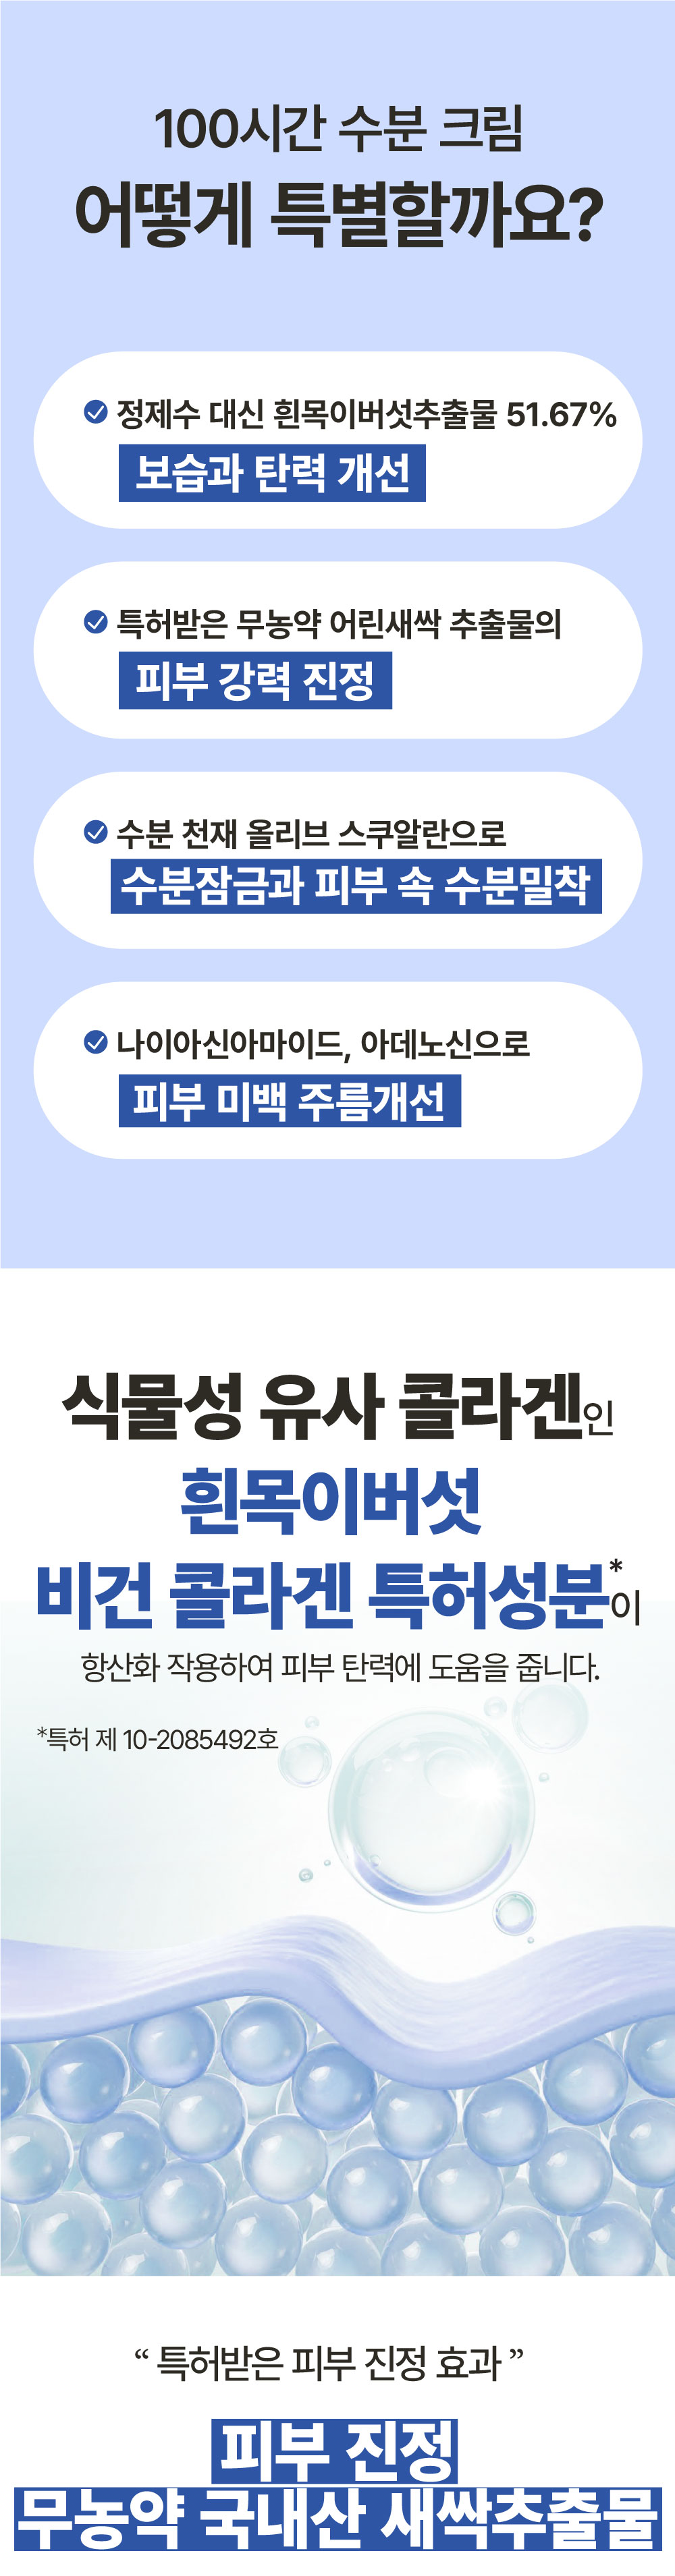 100시간 수분 크림
어떻게 특별할까요?
정제수 대신 흰목이버섯추출물 51.67%
보습과 탄력 개선
특허받은 무농약 어린새싹 추출물의
피부 강력 진정
수분 천재 올리브 스쿠알란으로
수분잠금과 피부 속 수분밀착
나이아신아마이드, 아데노신으로
피부 미백 주름개선
식물성 유사 콜라겐인
흰목이버섯
비건 콜라겐 특허성분*이
항산화 작용하여 피부 탄력에 도움을 줍니다.
*특허 제 10-2085492호
“ 특허받은 피부 진정 효과 ”
피부 진정
무농약 국내산 새싹추출물